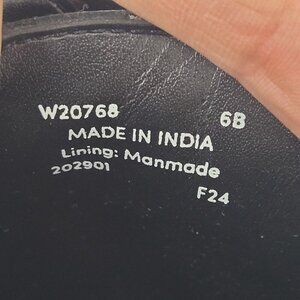 W20768 6B
MADE IN INDIA
Lining: Manmade
202901
F24